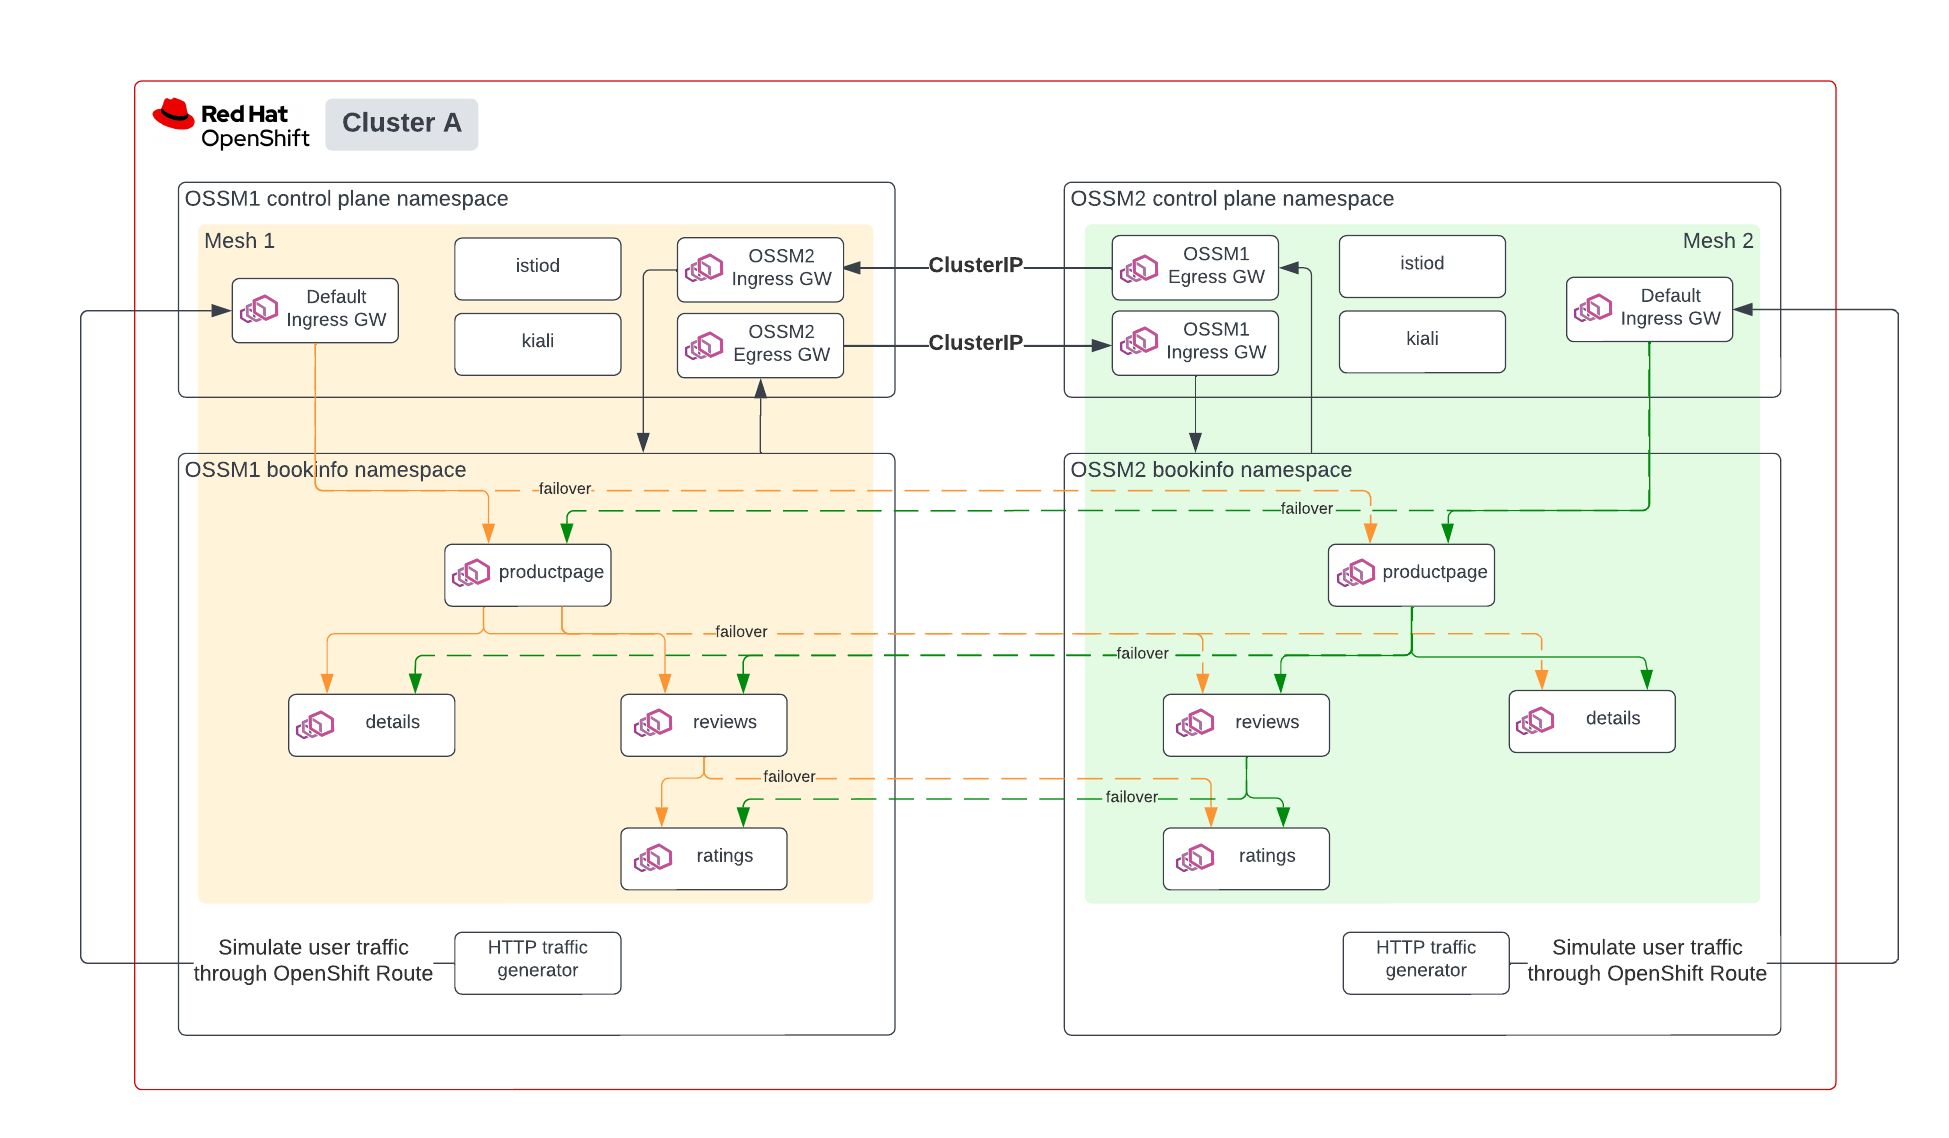 Red Hat
OpenShift
Cluster A
OSSM1 control plane namespace
Mesh 1
Default
Ingress GW
istiod
kiali
OSSM2
Ingress GW
OSSM2
Egress GW
ClusterIP
ClusterIP
OSSM2 control plane namespace
Mesh 2
OSSM1
Egress GW
OSSM1
Ingress GW
istiod
kiali
Default
Ingress GW
OSSM1 bookinfo namespace
failover
productpage
failover
details
reviews
failover
ratings
Simulate user traffic
through OpenShift Route
HTTP traffic
generator
OSSM2 bookinfo namespace
failover
productpage
failover
reviews
details
failover
ratings
HTTP traffic
generator
Simulate user traffic
through OpenShift Route